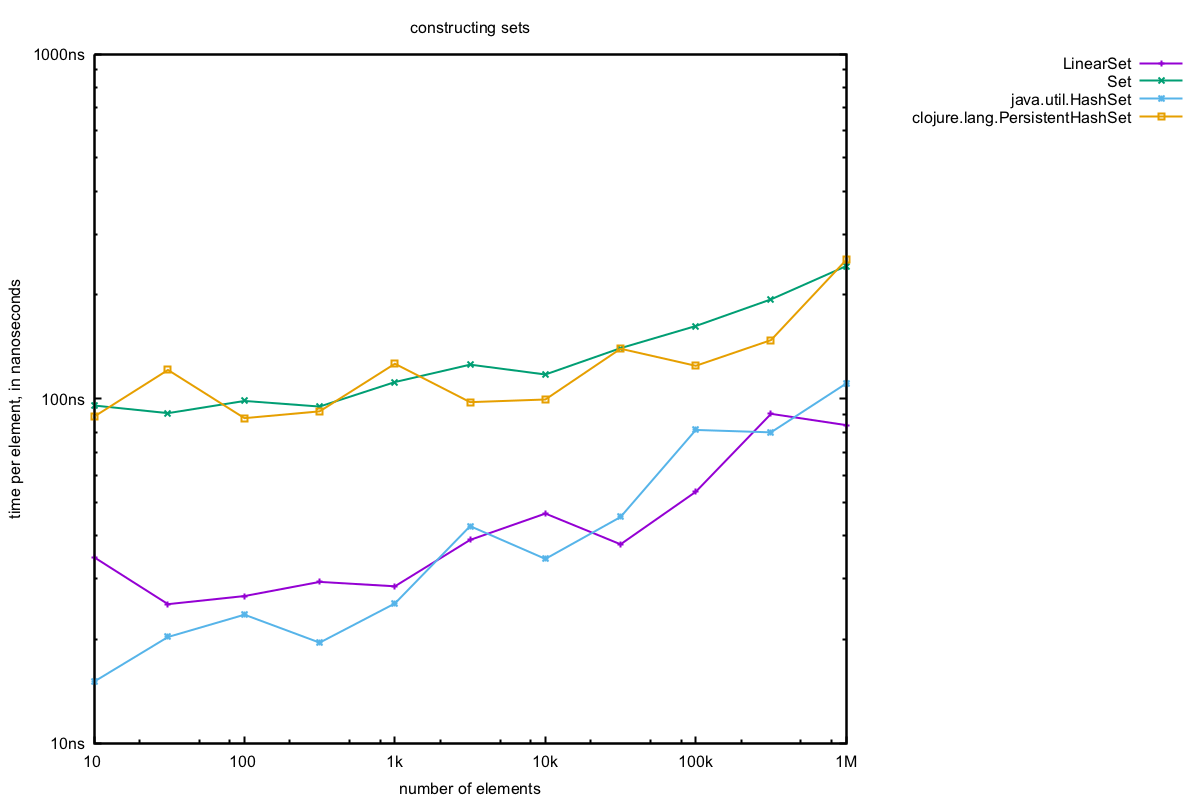 constructing sets
1000ns
100ns
10ns
time per element, in nanoseconds
10
100
1k
10k
100k
1M
number of elements
LinearSet
Set
java.util.HashSet
clojure.lang.PersistentHashSet